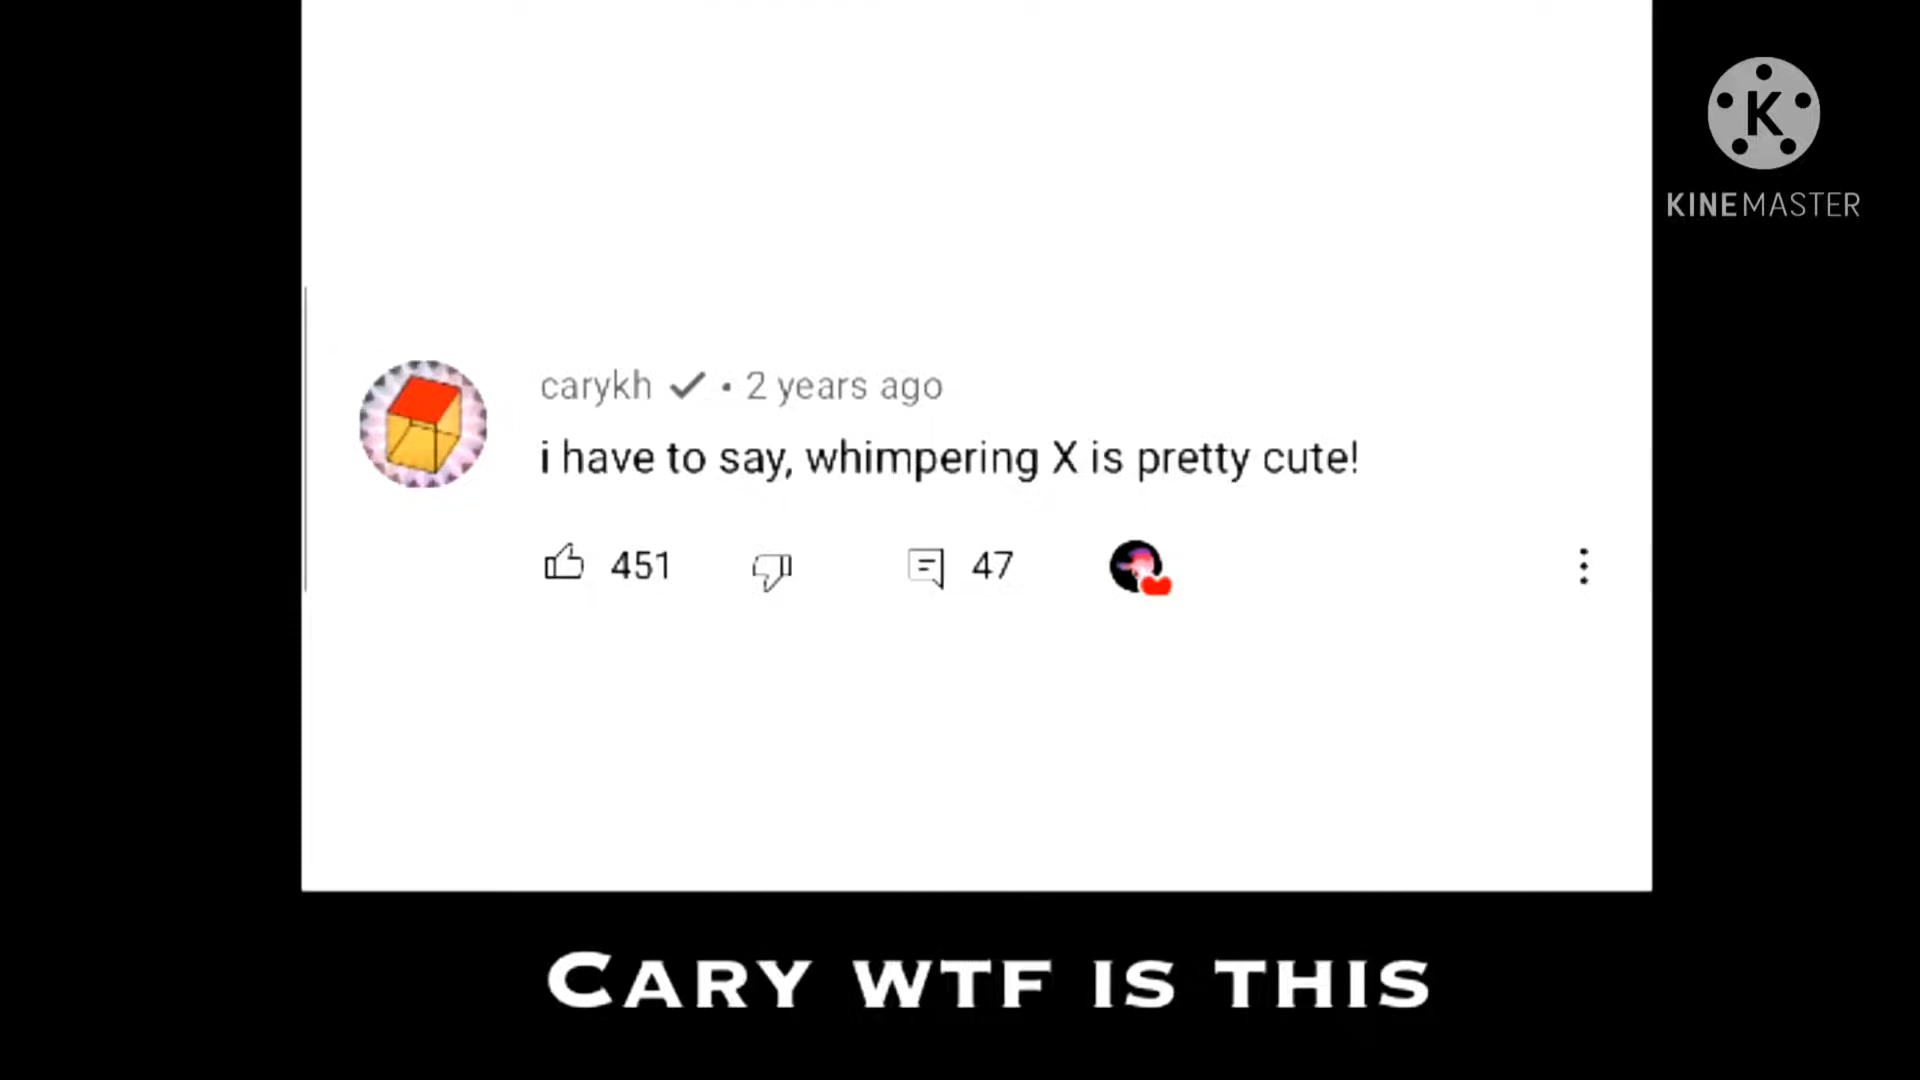 K
KINEMASTER
carykh • 2 years ago
i have to say, whimpering X is pretty cute!
451 47
CARY WTF IS THIS